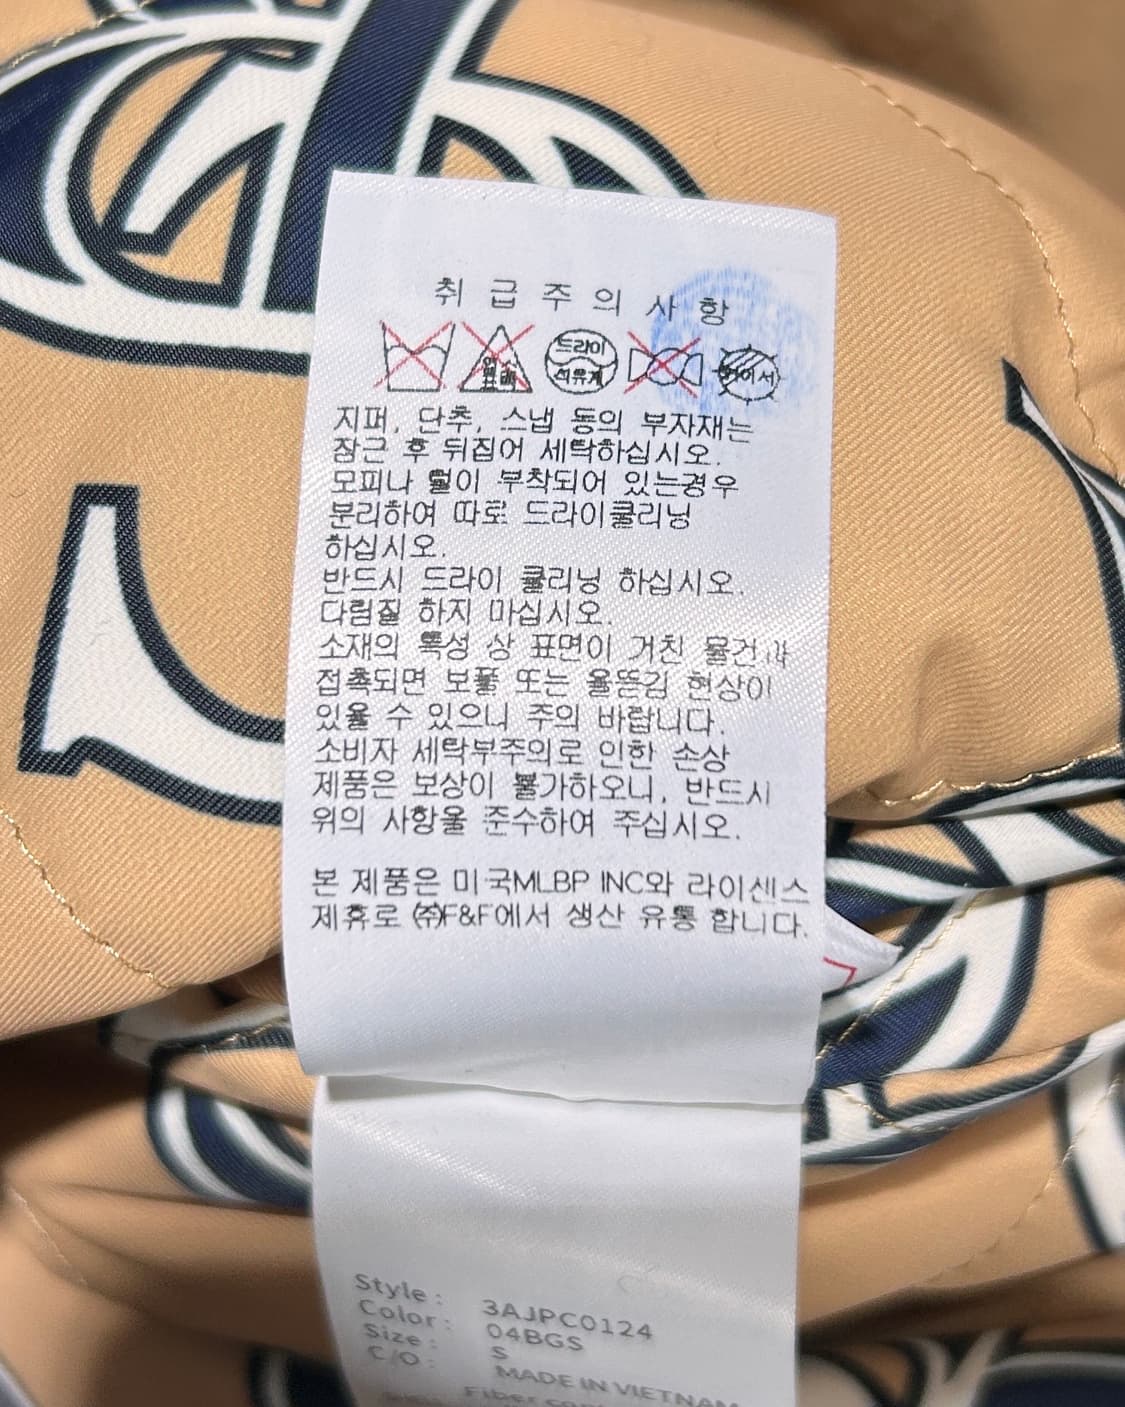 취급주의사항
드라이
석유계
지퍼, 단추, 스냅 등의 부자재는
잠근 후 뒤집어 세탁하십시오.
모피나 털이 부착되어 있는경우
분리하여 따로 드라이클리닝
하십시오.
반드시 드라이 클리닝 하십시오.
다림질 하지 마십시오.
소재의 특성 상 표면이 거친 물건과
접촉되면 보풀 또는 올뜯김 현상이
있을 수 있으니 주의 바랍니다.
소비자 세탁부주의로 인한 손상
제품은 보상이 불가하오니, 반드시
위의 사항을 준수하여 주십시오.
본 제품은 미국MLBP INC와 라이센스
제휴로 ㈜F&F에서 생산 유통 합니다.
Style : 3AJPC0124
Color : 04BGS
Size : S
C/O : MADE IN VIETNAM
Fiber